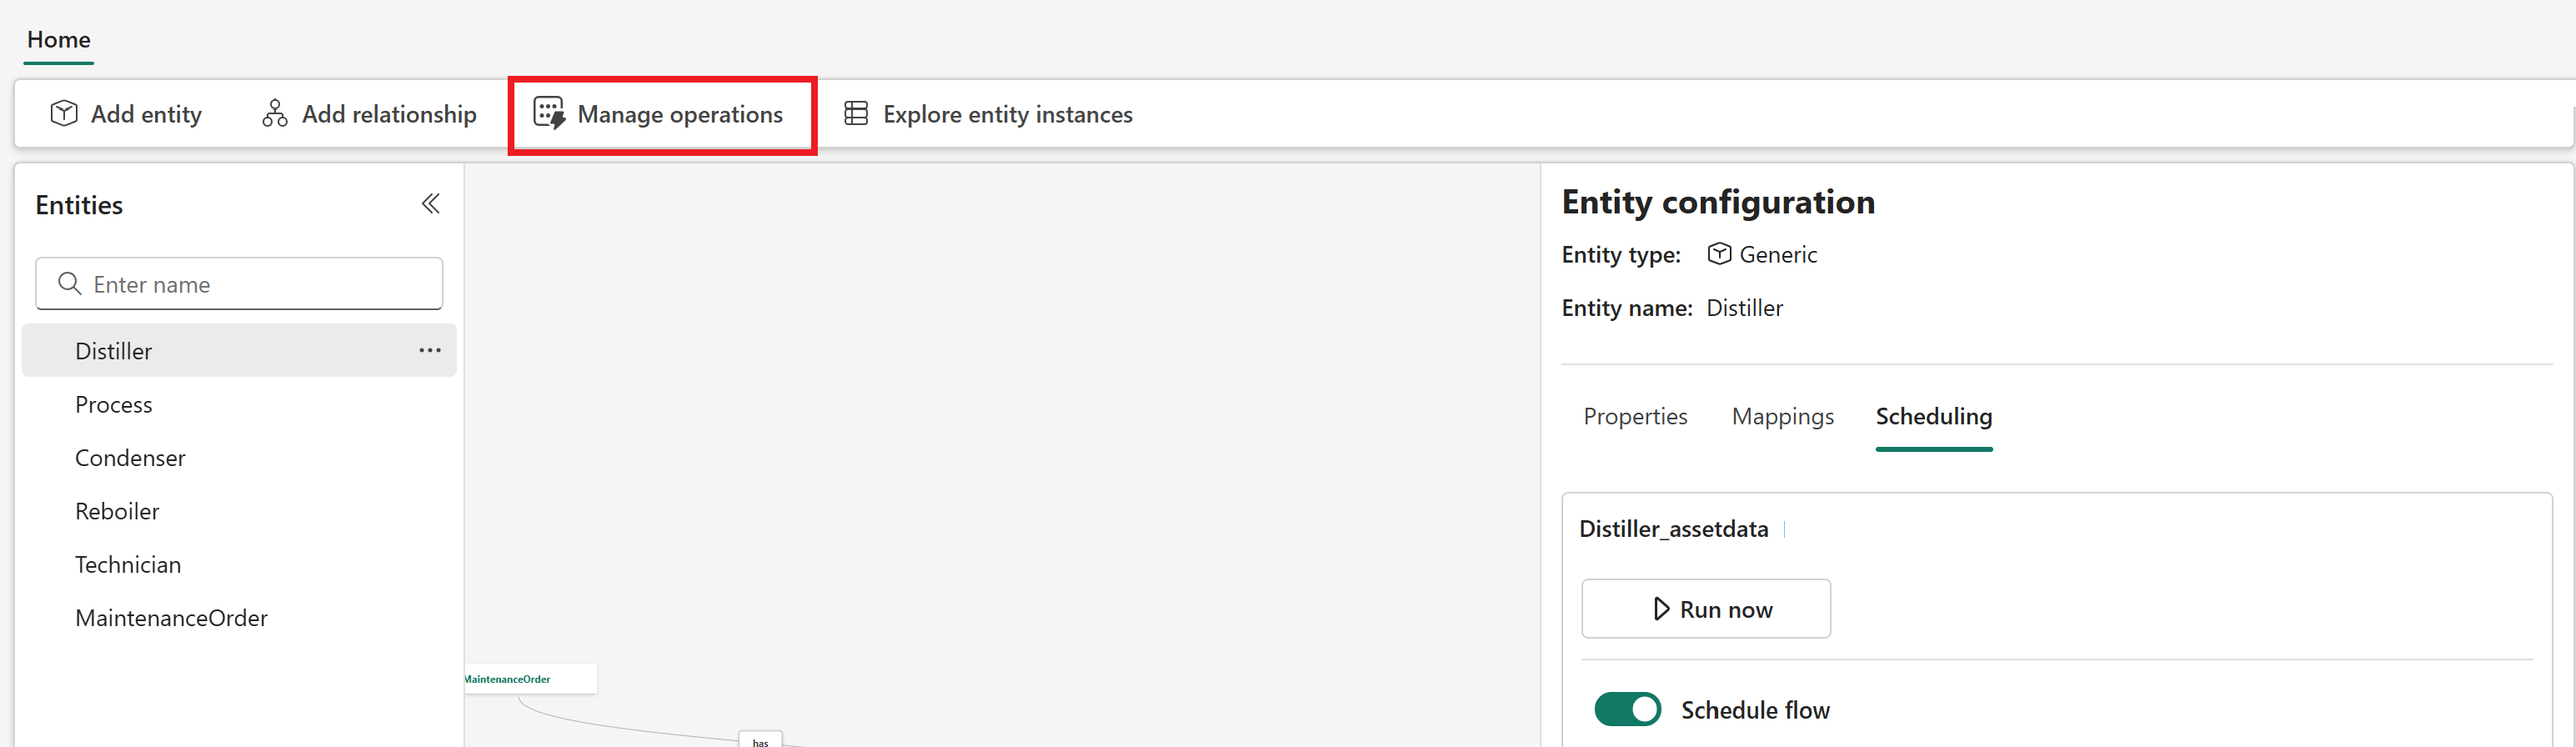 Home
Add entity
Add relationship
Manage operations
Explore entity instances
Entities
Enter name
Distiller
Process
Condenser
Reboiler
Technician
MaintenanceOrder
MaintenanceOrder
has
Entity configuration
Entity type: Generic
Entity name: Distiller
Properties
Mappings
Scheduling
Distiller_assetdata
Run now
Schedule flow